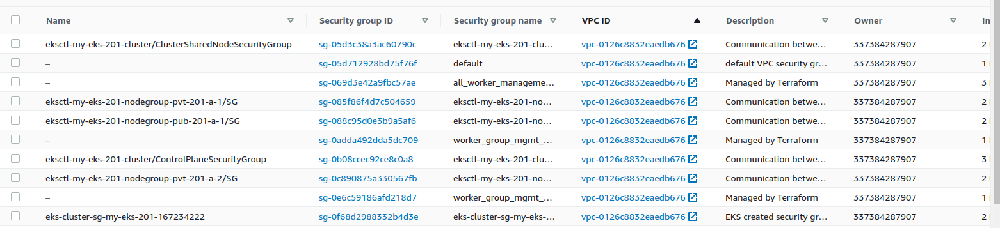 Name Security group ID Security group name VPC ID Description Owner In
eksctl-my-eks-201-cluster/ClusterSharedNodeSecurityGroup sg-05d3c38a3ac60790c eksctl-my-eks-201-clu... vpc-0126c8832eaedb676 Communication betwe... 337384287907 2
– sg-05d712928bd75f76f default vpc-0126c8832eaedb676 default VPC security gr... 337384287907 1
– sg-069d3e42a9fbc57ae all_worker_manageme... vpc-0126c8832eaedb676 Managed by Terraform 337384287907 3
eksctl-my-eks-201-nodegroup-pvt-201-a-1/SG sg-085f86f4d7c504659 eksctl-my-eks-201-no... vpc-0126c8832eaedb676 Communication betwe... 337384287907 2
eksctl-my-eks-201-nodegroup-pub-201-a-1/SG sg-088c95d0e3b9a5af6 eksctl-my-eks-201-no... vpc-0126c8832eaedb676 Communication betwe... 337384287907 2
– sg-0adda492dda5dc709 worker_group_mgmt_... vpc-0126c8832eaedb676 Managed by Terraform 337384287907 1
eksctl-my-eks-201-cluster/ControlPlaneSecurityGroup sg-0b08ccec92ce8c0a8 eksctl-my-eks-201-clu... vpc-0126c8832eaedb676 Communication betwe... 337384287907 3
eksctl-my-eks-201-nodegroup-pvt-201-a-2/SG sg-0c890875a330567fb eksctl-my-eks-201-no... vpc-0126c8832eaedb676 Communication betwe... 337384287907 2
– sg-0e6c59186afd218d7 worker_group_mgmt_... vpc-0126c8832eaedb676 Managed by Terraform 337384287907 1
eks-cluster-sg-my-eks-201-167234222 sg-0f68d2988332b4d3e eks-cluster-sg-my-eks-... vpc-0126c8832eaedb676 EKS created security gr... 337384287907 2